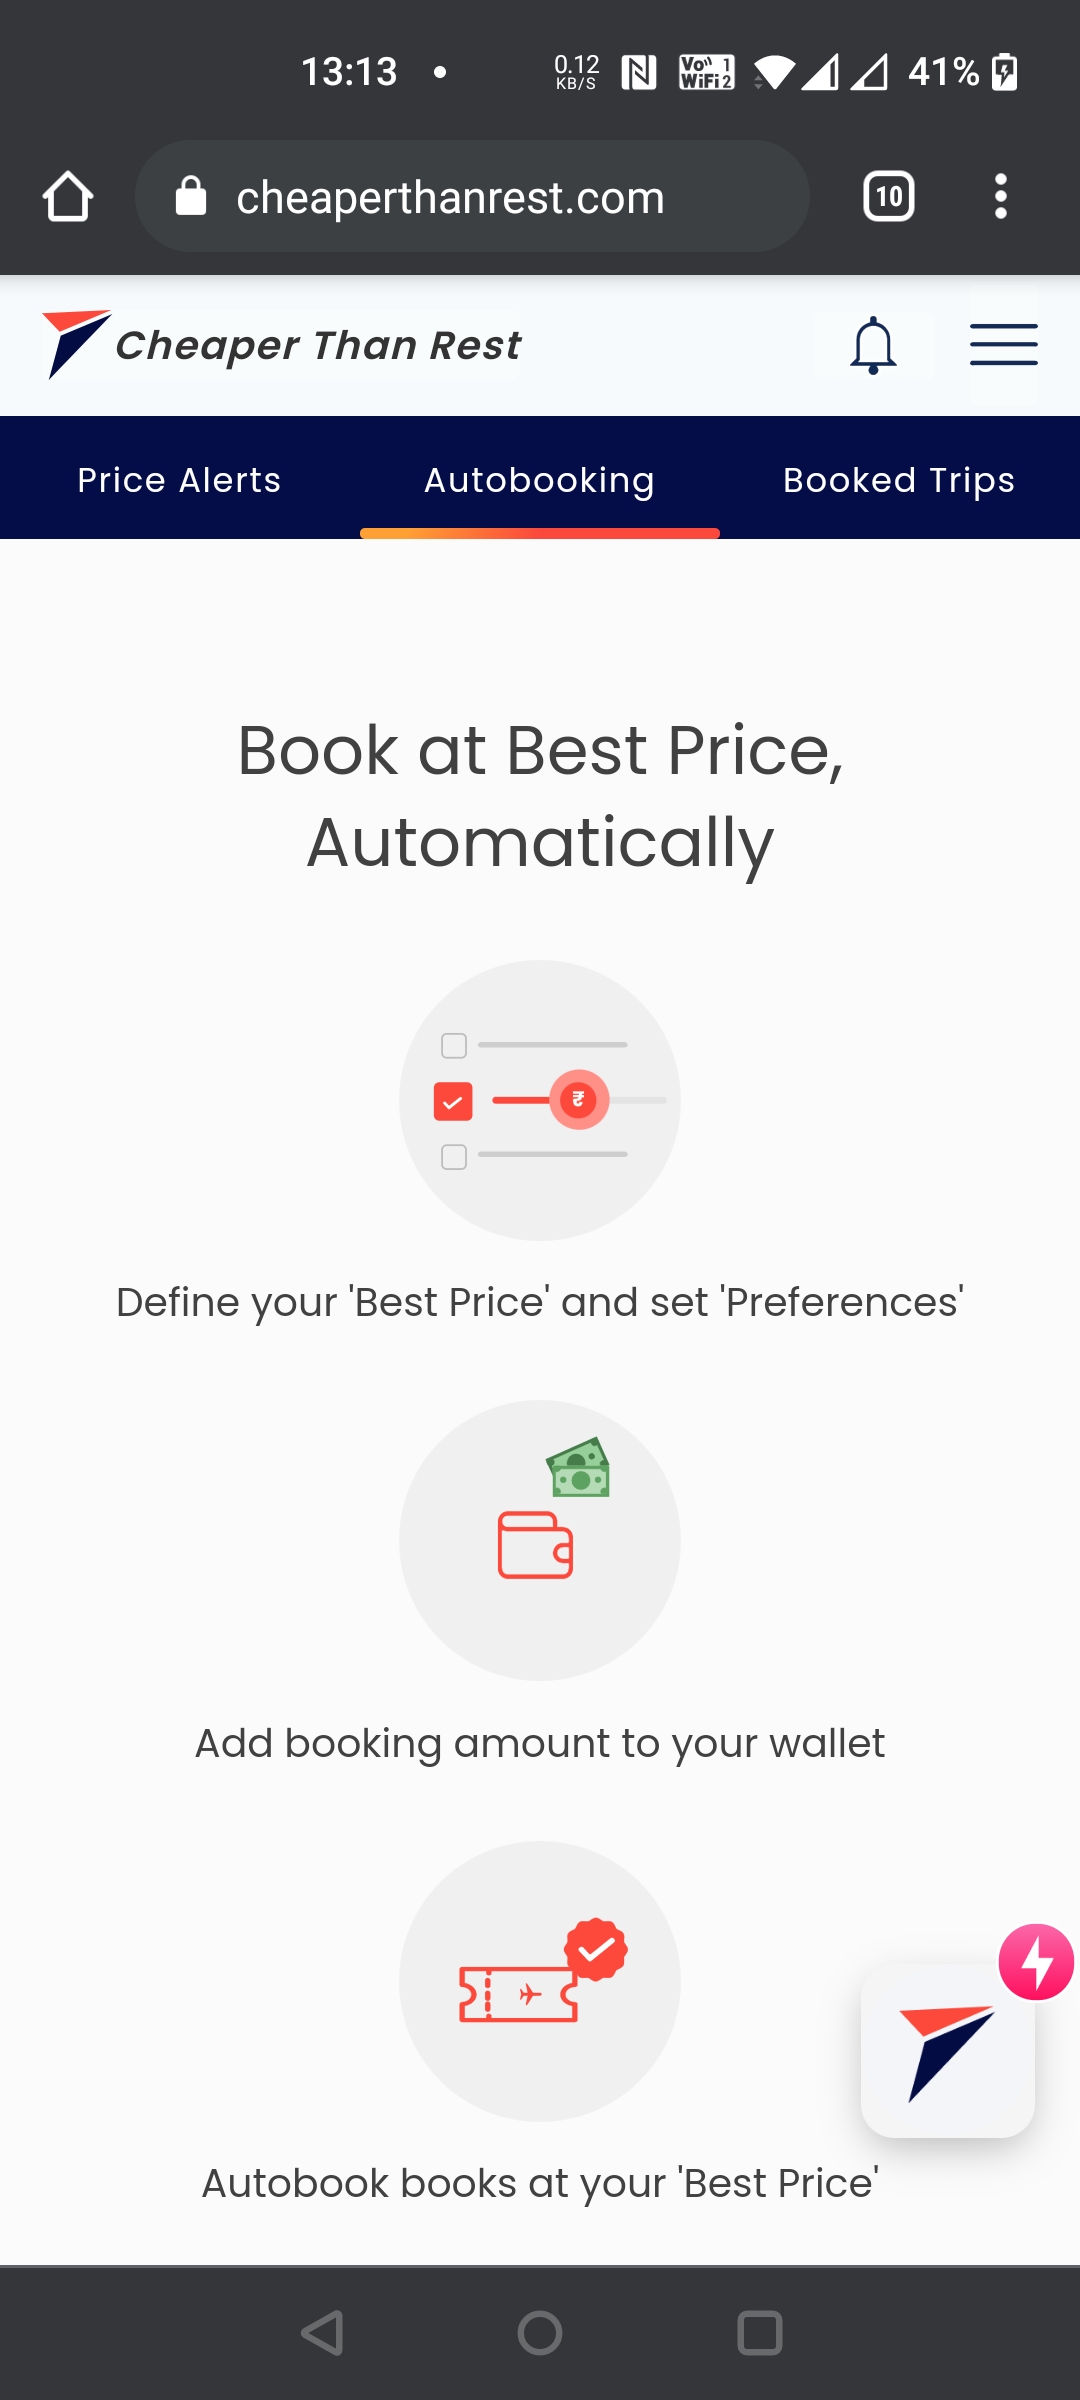 13:13
0.12
KB/S
Vo 1
WiFi 2
41%
cheaperthanrest.com
10
Cheaper Than Rest
Price Alerts Autobooking Booked Trips
Book at Best Price,
Automatically
₹
Define your 'Best Price' and set 'Preferences'
Add booking amount to your wallet
Autobook books at your 'Best Price'